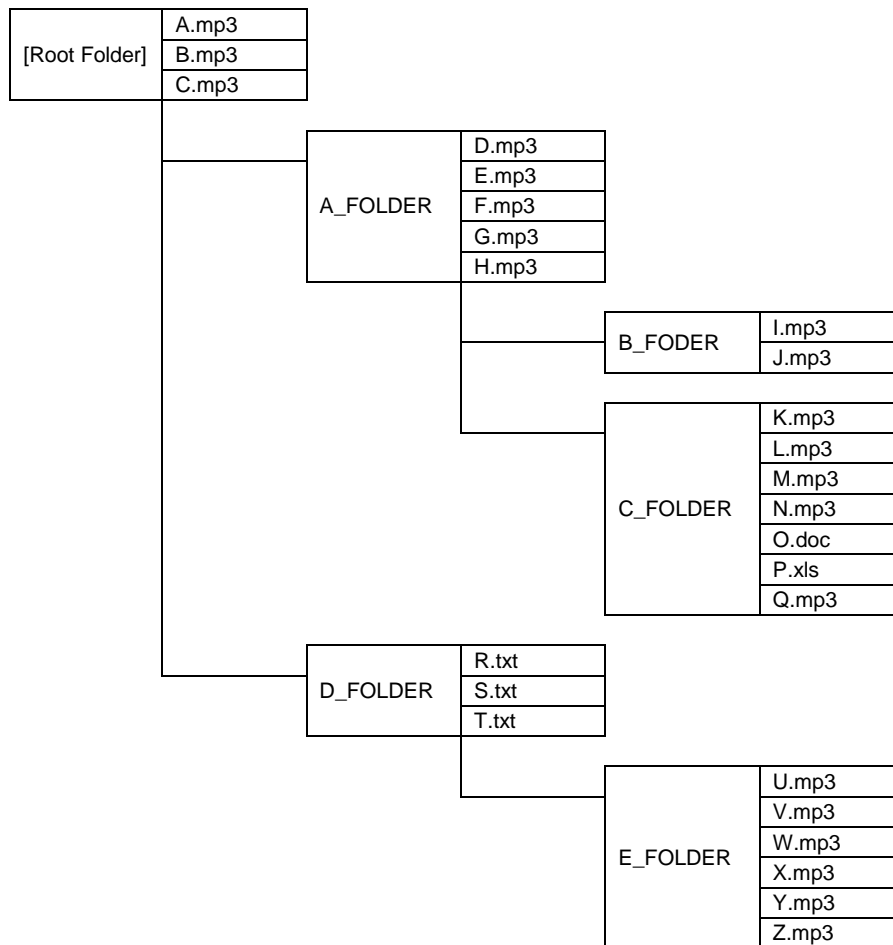 [Root Folder]
A.mp3
B.mp3
C.mp3
A_FOLDER
D.mp3
E.mp3
F.mp3
G.mp3
H.mp3
B_FODER
I.mp3
J.mp3
C_FOLDER
K.mp3
L.mp3
M.mp3
N.mp3
O.doc
P.xls
Q.mp3
D_FOLDER
R.txt
S.txt
T.txt
E_FOLDER
U.mp3
V.mp3
W.mp3
X.mp3
Y.mp3
Z.mp3